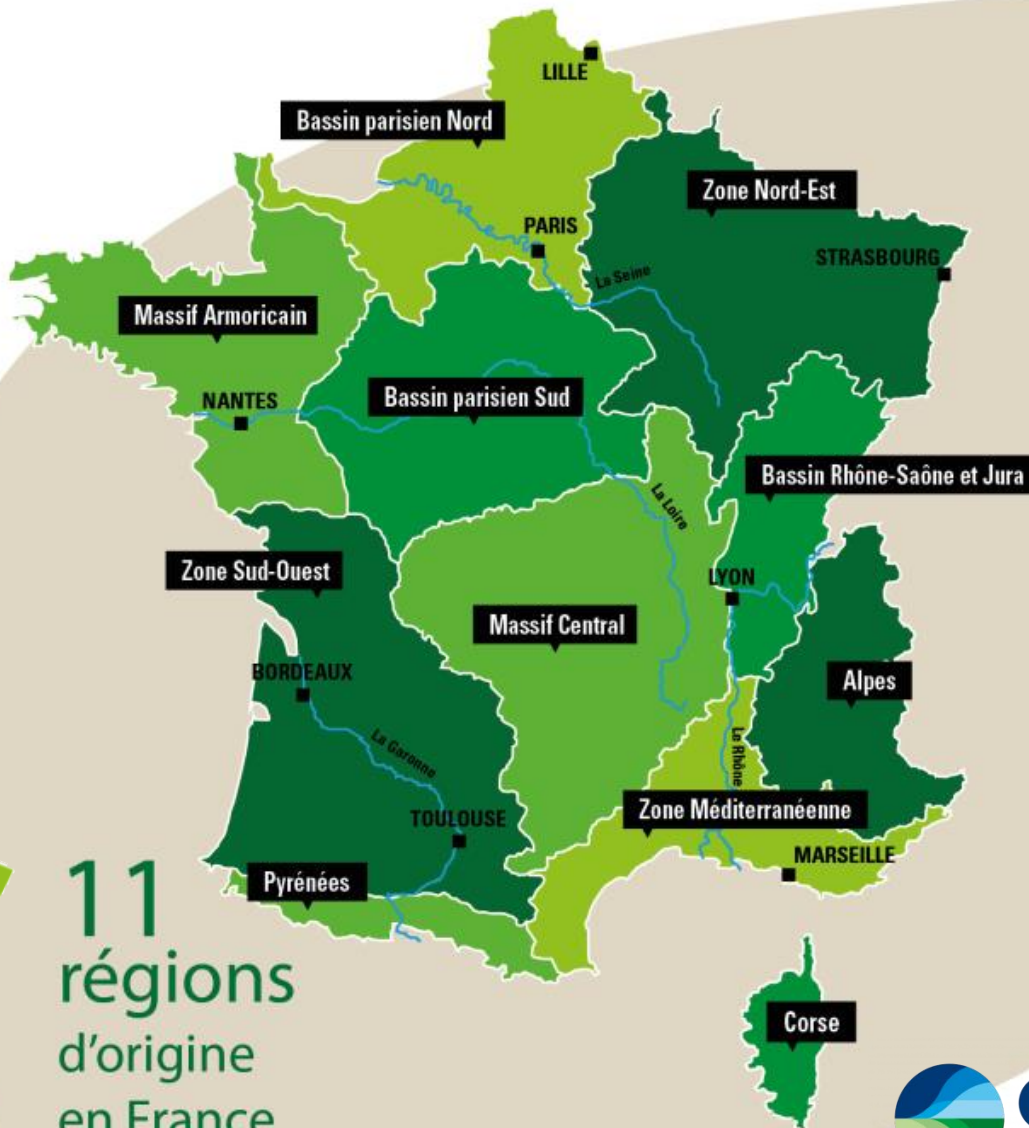 LILLE
Bassin parisien Nord
Zone Nord-Est
PARIS
STRASBOURG
La Seine
Massif Armoricain
Bassin parisien Sud
NANTES
Bassin Rhône-Saône et Jura
La Loire
Zone Sud-Ouest
LYON
Massif Central
BORDEAUX
Alpes
La Garonne
Le Rhône
Zone Méditerranéenne
TOULOUSE
MARSEILLE
Pyrénées
11
régions
d'origine
en France
Corse